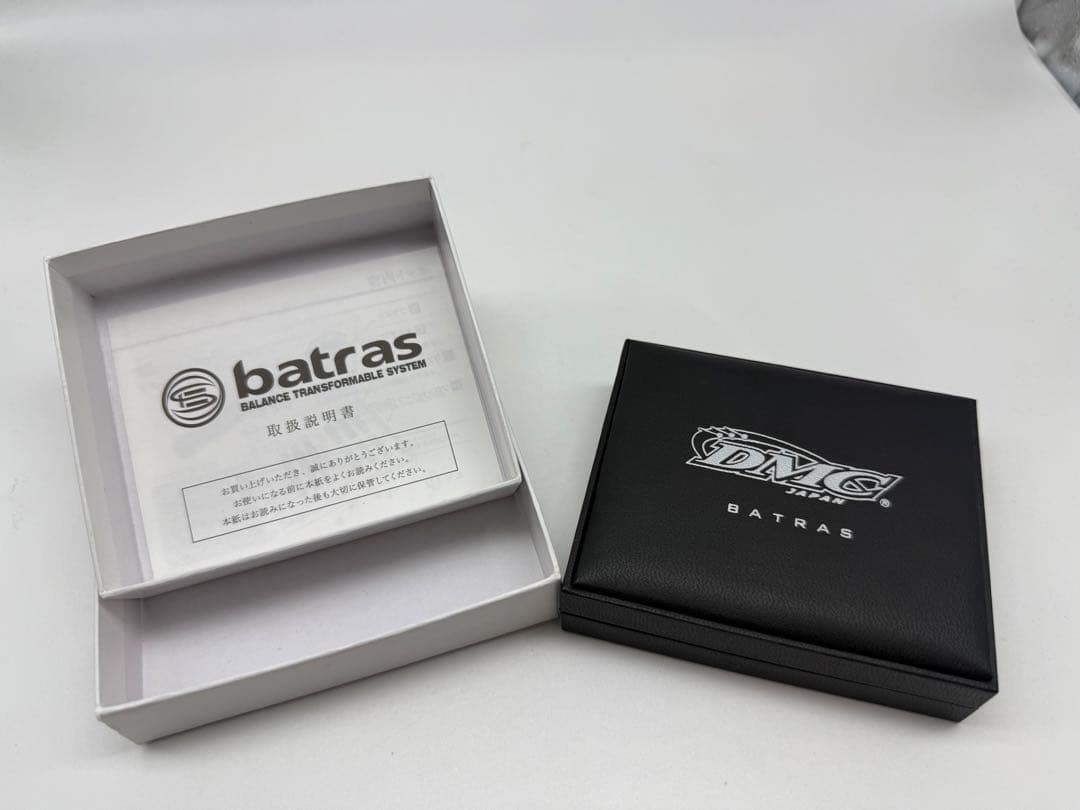 batras
BALANCE TRANSFORMABLE SYSTEM
取扱説明書
お買い上げいただき、誠にありがとうございます。
お使いになる前に本紙をよくお読みください。
本紙はお読みになった後も大切に保管してください。
DMC
JAPAN
®
BATRAS